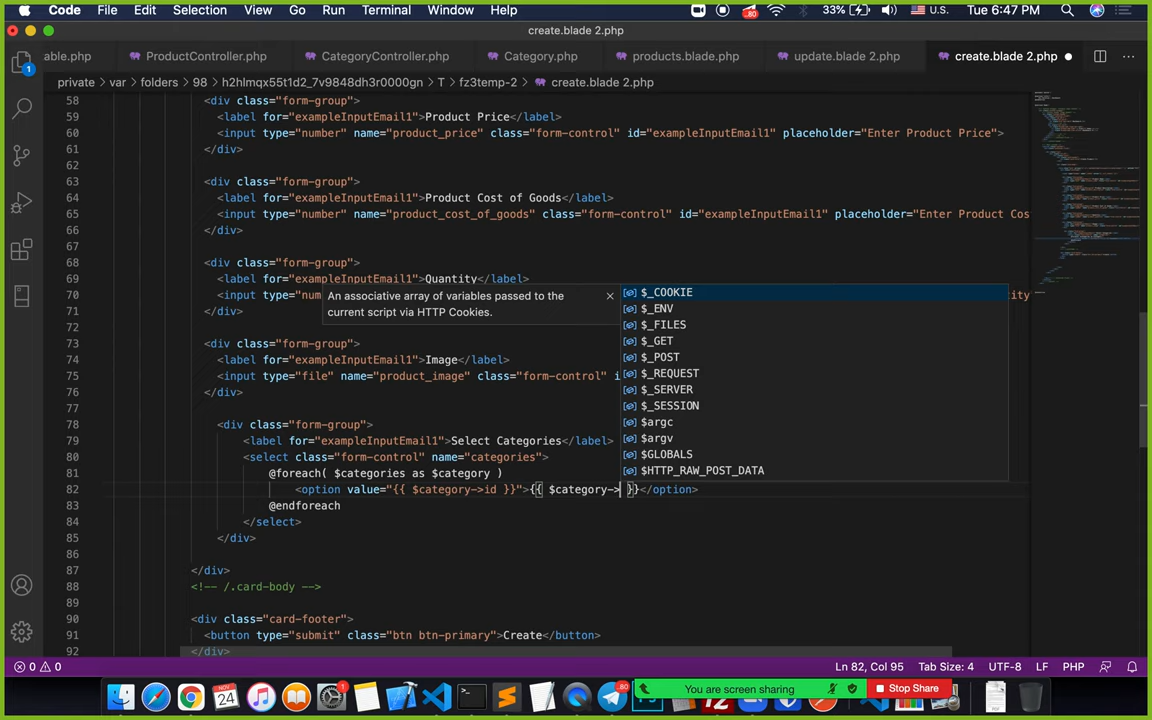 Code File Edit Selection View Go Run Terminal Window Help .80 33% U.S. Tue 6:47 PM
create.blade 2.php
able.php ProductController.php CategoryController.php Category.php products.blade.php update.blade 2.php create.blade 2.php
private > var > folders > 98 > h2hlmqx55t1d2_7v9848dh3r0000gn > T > fz3temp-2 > create.blade 2.php
58 <div class="form-group">
59 <label for="exampleInputEmail1">Product Price</label>
60 <input type="number" name="product_price" class="form-control" id="exampleInputEmail1" placeholder="Enter Product Price">
61 </div>
62
63 <div class="form-group">
64 <label for="exampleInputEmail1">Product Cost of Goods</label>
65 <input type="number" name="product_cost_of_goods" class="form-control" id="exampleInputEmail1" placeholder="Enter Product Cos
66 </div>
67
68 <div class="form-group">
69 <label for="exampleInputEmail1">Quantity</label>
70 <input type="num ity
71 </div>
72
73 <div class="form-group">
74 <label for="exampleInputEmail1">Image</label>
75 <input type="file" name="product_image" class="form-control" i
76 </div>
77
78 <div class="form-group">
79 <label for="exampleInputEmail1">Select Categories</label>
80 <select class="form-control" name="categories">
81 @foreach( $categories as $category )
82 <option value="{{ $category->id }}">{{ $category-> }}</option>
83 @endforeach
84 </select>
85 </div>
86
87 </div>
88 <!-- /.card-body -->
89
90 <div class="card-footer">
91 <button type="submit" class="btn btn-primary">Create</button>
92 </div>
An associative array of variables passed to the
current script via HTTP Cookies.
$_COOKIE
$_ENV
$_FILES
$_GET
$_POST
$_REQUEST
$_SERVER
$_SESSION
$argc
$argv
$GLOBALS
$HTTP_RAW_POST_DATA
1
0 0 Ln 82, Col 95 Tab Size: 4 UTF-8 LF PHP
NOV 24 1 .80 You are screen sharing Stop Share